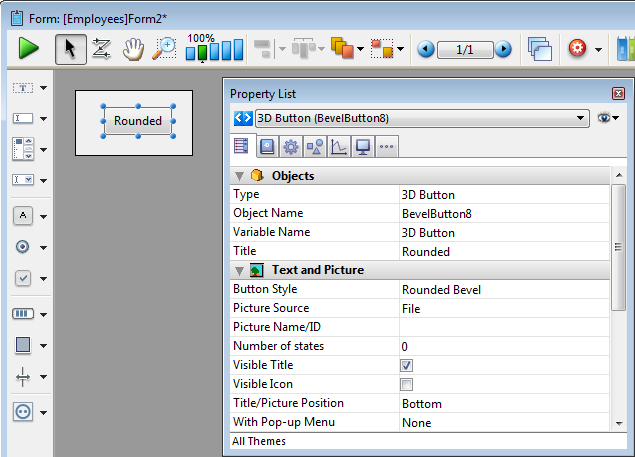 Form: [Employees]Form2*
100%
1/1
T
Rounded
A
Property List
3D Button (BevelButton8)
Objects
Type 3D Button
Object Name BevelButton8
Variable Name 3D Button
Title Rounded
Text and Picture
Button Style Rounded Bevel
Picture Source File
Picture Name/ID
Number of states 0
Visible Title
Visible Icon
Title/Picture Position Bottom
With Pop-up Menu None
All Themes